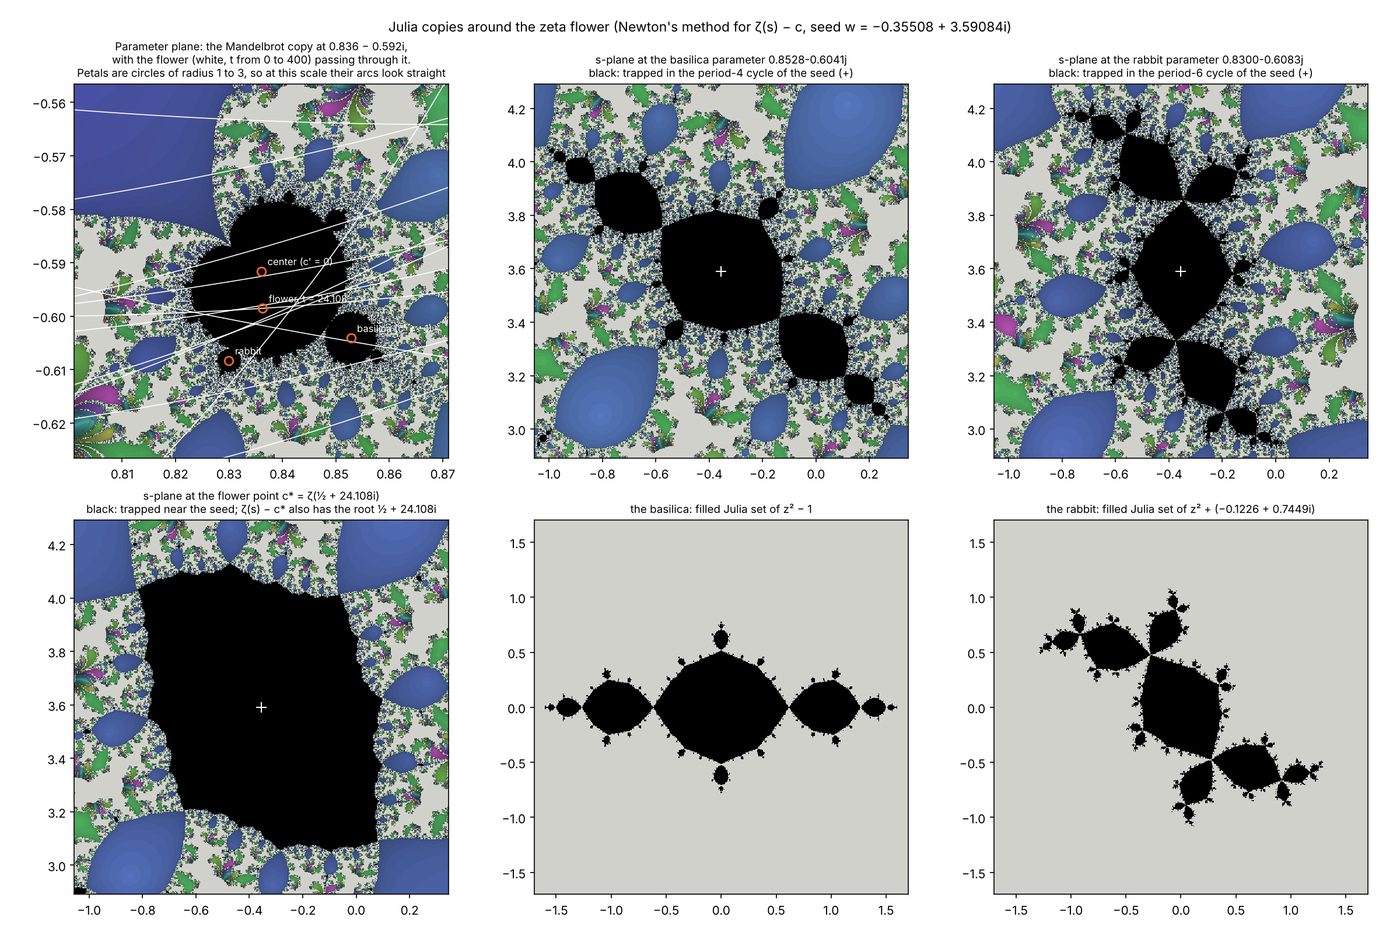 Julia copies around the zeta flower (Newton's method for ζ(s) − c, seed w = −0.35508 + 3.59084i)
Parameter plane: the Mandelbrot copy at 0.836 − 0.592i,
with the flower (white, t from 0 to 400) passing through it.
Petals are circles of radius 1 to 3, so at this scale their arcs look straight
−0.56
−0.57
−0.58
−0.59
−0.60
−0.61
−0.62
center (c' = 0)
flower, t = 24.108
basilica
rabbit
0.81 0.82 0.83 0.84 0.85 0.86 0.87
s-plane at the basilica parameter 0.8528-0.6041j
black: trapped in the period-4 cycle of the seed (+)
4.2
4.0
3.8
3.6
3.4
3.2
3.0
−1.0 −0.8 −0.6 −0.4 −0.2 0.0 0.2
s-plane at the rabbit parameter 0.8300-0.6083j
black: trapped in the period-6 cycle of the seed (+)
4.2
4.0
3.8
3.6
3.4
3.2
3.0
−1.0 −0.8 −0.6 −0.4 −0.2 0.0 0.2
s-plane at the flower point c* = ζ(½ + 24.108i)
black: trapped near the seed; ζ(s) − c* also has the root ½ + 24.108i
4.2
4.0
3.8
3.6
3.4
3.2
3.0
−1.0 −0.8 −0.6 −0.4 −0.2 0.0 0.2
the basilica: filled Julia set of z² − 1
1.5
1.0
0.5
0.0
−0.5
−1.0
−1.5
−1.5 −1.0 −0.5 0.0 0.5 1.0 1.5
the rabbit: filled Julia set of z² + (−0.1226 + 0.7449i)
1.5
1.0
0.5
0.0
−0.5
−1.0
−1.5
−1.5 −1.0 −0.5 0.0 0.5 1.0 1.5